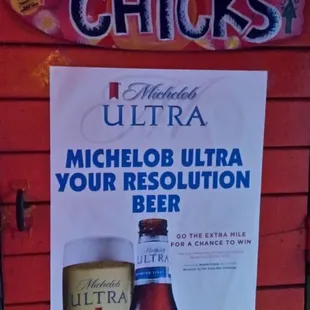 CHICKS
Michelob
ULTRA
MICHELOB ULTRA
YOUR RESOLUTION
BEER
GO THE EXTRA MILE
FOR A CHANCE TO WIN
Michelob
ULTRA
ULTRA